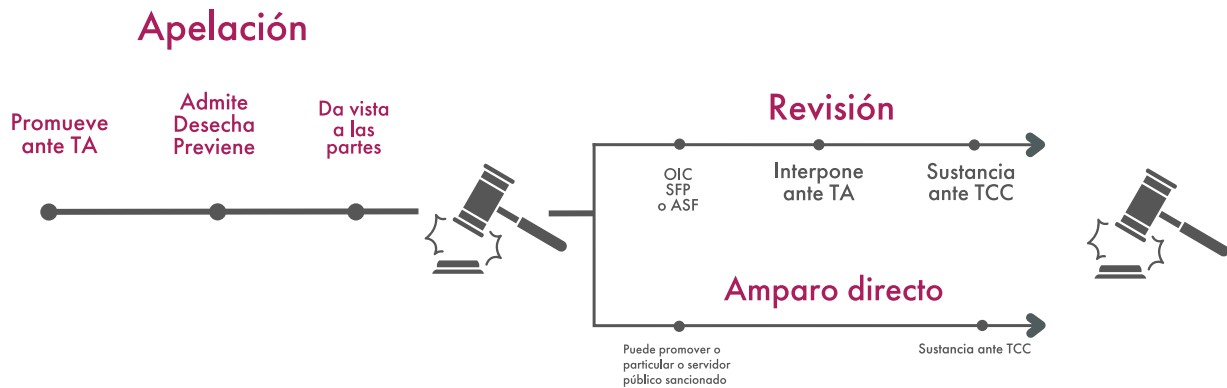 Apelación
Promueve
ante TA
Admite
Desecha
Previene
Da vista
a las
partes
Revisión
OIC
SFP
o ASF
Interpone
ante TA
Sustancia
ante TCC
Amparo directo
Puede promover o
particular o servidor
público sancionado
Sustancia ante TCC